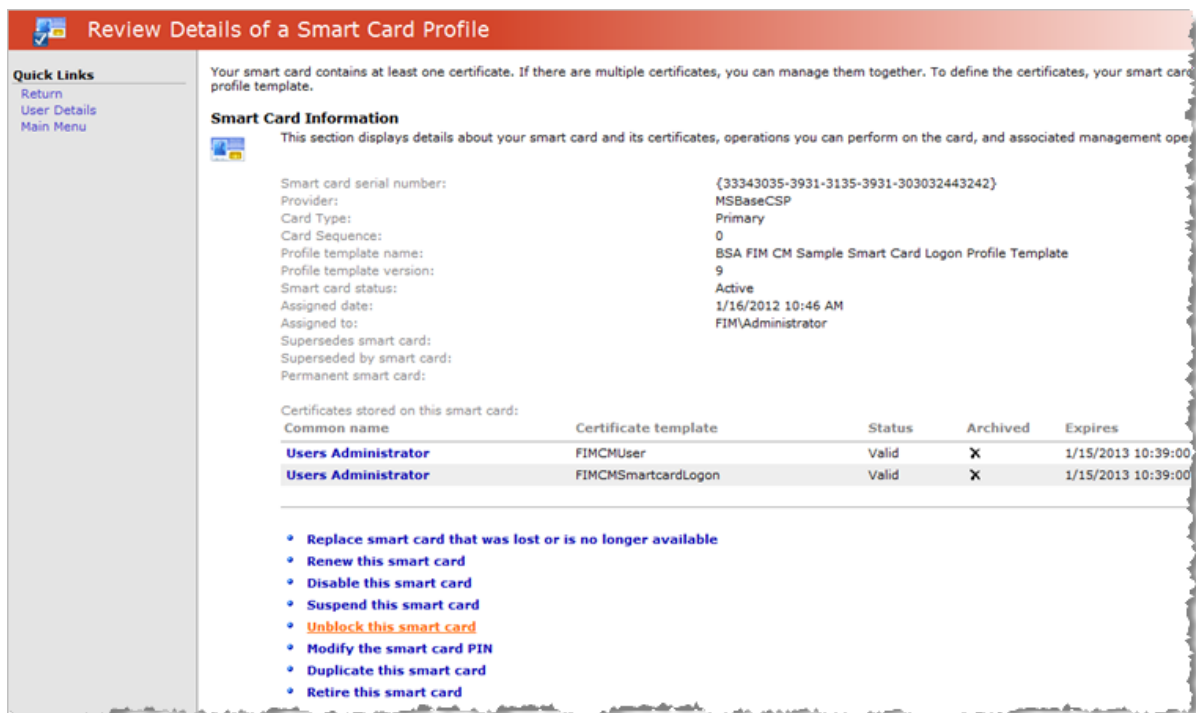 Review Details of a Smart Card Profile
Quick Links
Return
User Details
Main Menu
Your smart card contains at least one certificate. If there are multiple certificates, you can manage them together. To define the certificates, your smart card
profile template.
Smart Card Information
This section displays details about your smart card and its certificates, operations you can perform on the card, and associated management ope
Smart card serial number: {33343035-3931-3135-3931-303032443242}
Provider: MSBaseCSP
Card Type: Primary
Card Sequence: 0
Profile template name: BSA FIM CM Sample Smart Card Logon Profile Template
Profile template version: 9
Smart card status: Active
Assigned date: 1/16/2012 10:46 AM
Assigned to: FIM\Administrator
Supersedes smart card:
Superseded by smart card:
Permanent smart card:
Certificates stored on this smart card:
Common name Certificate template Status Archived Expires
Users Administrator FIMCMUser Valid X 1/15/2013 10:39:00
Users Administrator FIMCMSmartcardLogon Valid X 1/15/2013 10:39:00
Replace smart card that was lost or is no longer available
Renew this smart card
Disable this smart card
Suspend this smart card
Unblock this smart card
Modify the smart card PIN
Duplicate this smart card
Retire this smart card